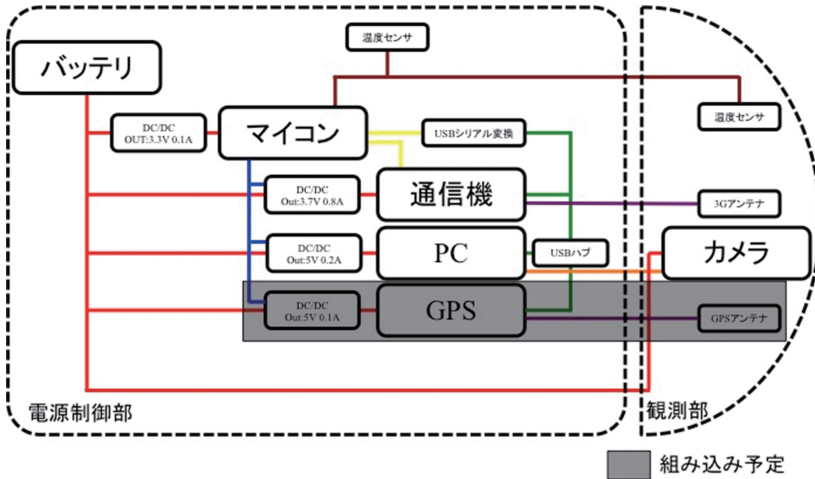 温度センサ
バッテリ
DC/DC
OUT:3.3V 0.1A
マイコン
USBシリアル変換
温度センサ
DC/DC
Out:3.7V 0.8A
通信機
3Gアンテナ
DC/DC
Out:5V 0.2A
PC
USBハブ
カメラ
DC/DC
Out:5V 0.1A
GPS
GPSアンテナ
電源制御部
観測部
組み込み予定